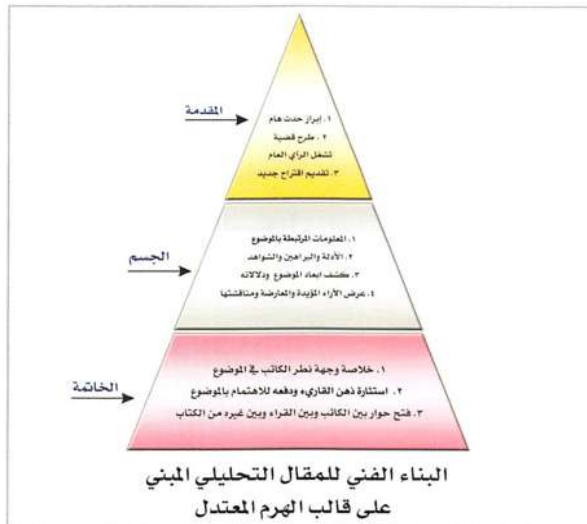 المقدمة
١. إبراز حدث هام
٢. طرح قضية
تشغل الرأي العام
٣. تقديم اقتراح جديد
الجسم
١. المعلومات المرتبطة بالموضوع
٢. الأدلة والبراهين والشواهد
٣. كشف ابعاد الموضوع ودلالاته
٤. عرض الآراء المؤيدة والمعارضة ومناقشتها
الخاتمة
١. خلاصة وجهة نظر الكاتب في الموضوع
٢. استثارة ذهن القاريء ودفعه للاهتمام بالموضوع
٣. فتح حوار بين الكاتب وبين القراء وبين غيره من الكتاب
البناء الفني للمقال التحليلي المبني
على قالب الهرم المعتدل